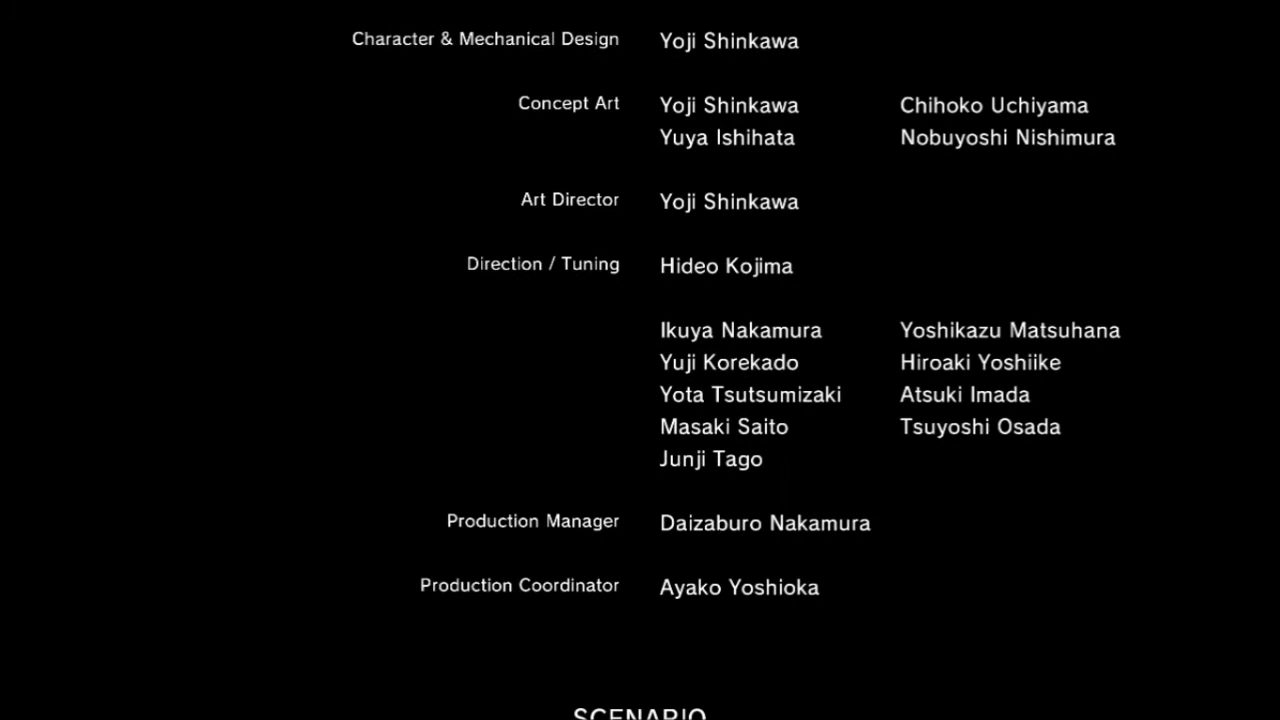 Character & Mechanical Design Yoji Shinkawa
Concept Art Yoji Shinkawa Chihoko Uchiyama
Yuya Ishihata Nobuyoshi Nishimura
Art Director Yoji Shinkawa
Direction / Tuning Hideo Kojima
Ikuya Nakamura Yoshikazu Matsuhana
Yuji Korekado Hiroaki Yoshiike
Yota Tsutsumizaki Atsuki Imada
Masaki Saito Tsuyoshi Osada
Junji Tago
Production Manager Daizaburo Nakamura
Production Coordinator Ayako Yoshioka
SCENARIO